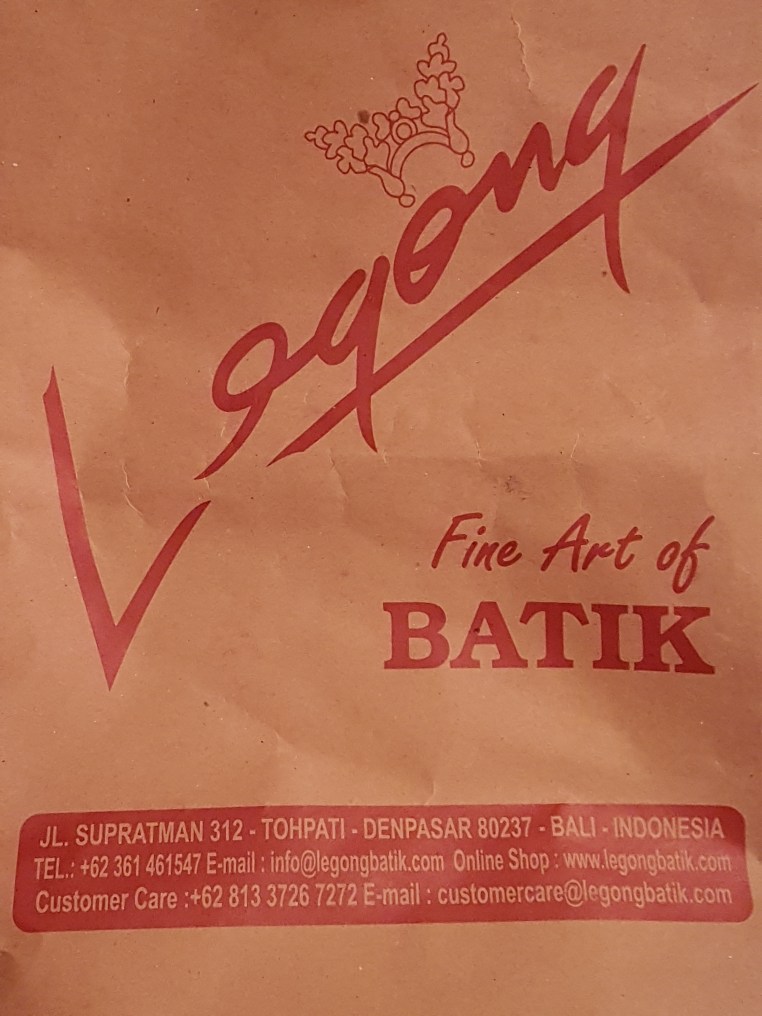 Legong
Fine Art of
BATIK
JL. SUPRATMAN 312 - TOHPATI - DENPASAR 80237 - BALI - INDONESIA
TEL.: +62 361 461547 E-mail : info@legongbatik.com Online Shop : www.legongbatik.com
Customer Care :+62 813 3726 7272 E-mail : customercare@legongbatik.com